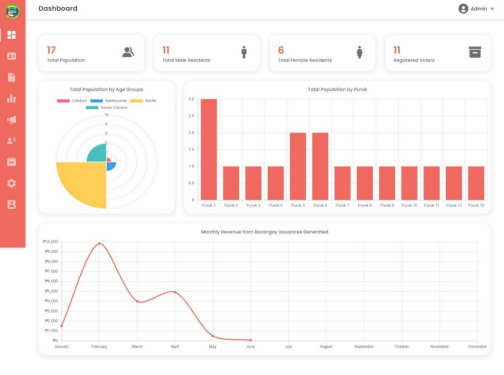 Dashboard
Admin
17
Total Population
11
Total Male Residents
6
Total Female Residents
11
Registered Voters
Total Population by Age Groups
Children
Adolescents
Adults
Senior Citizens
10
Total Population by Purok
3.0
2.5
2.0
1.5
1.0
0.5
0
Purok 1
Purok 2
Purok 3
Purok 4
Purok 5
Purok 6
Purok 7
Purok 8
Purok 9
Purok 10
Purok 11
Purok 12
Purok 13
Monthly Revenue from Barangay Issuances Generated
₱10,000
₱9,000
₱8,000
₱7,000
₱6,000
₱5,000
₱4,000
₱3,000
₱2,000
₱1,000
₱0
January
February
March
April
May
June
July
August
September
October
November
December